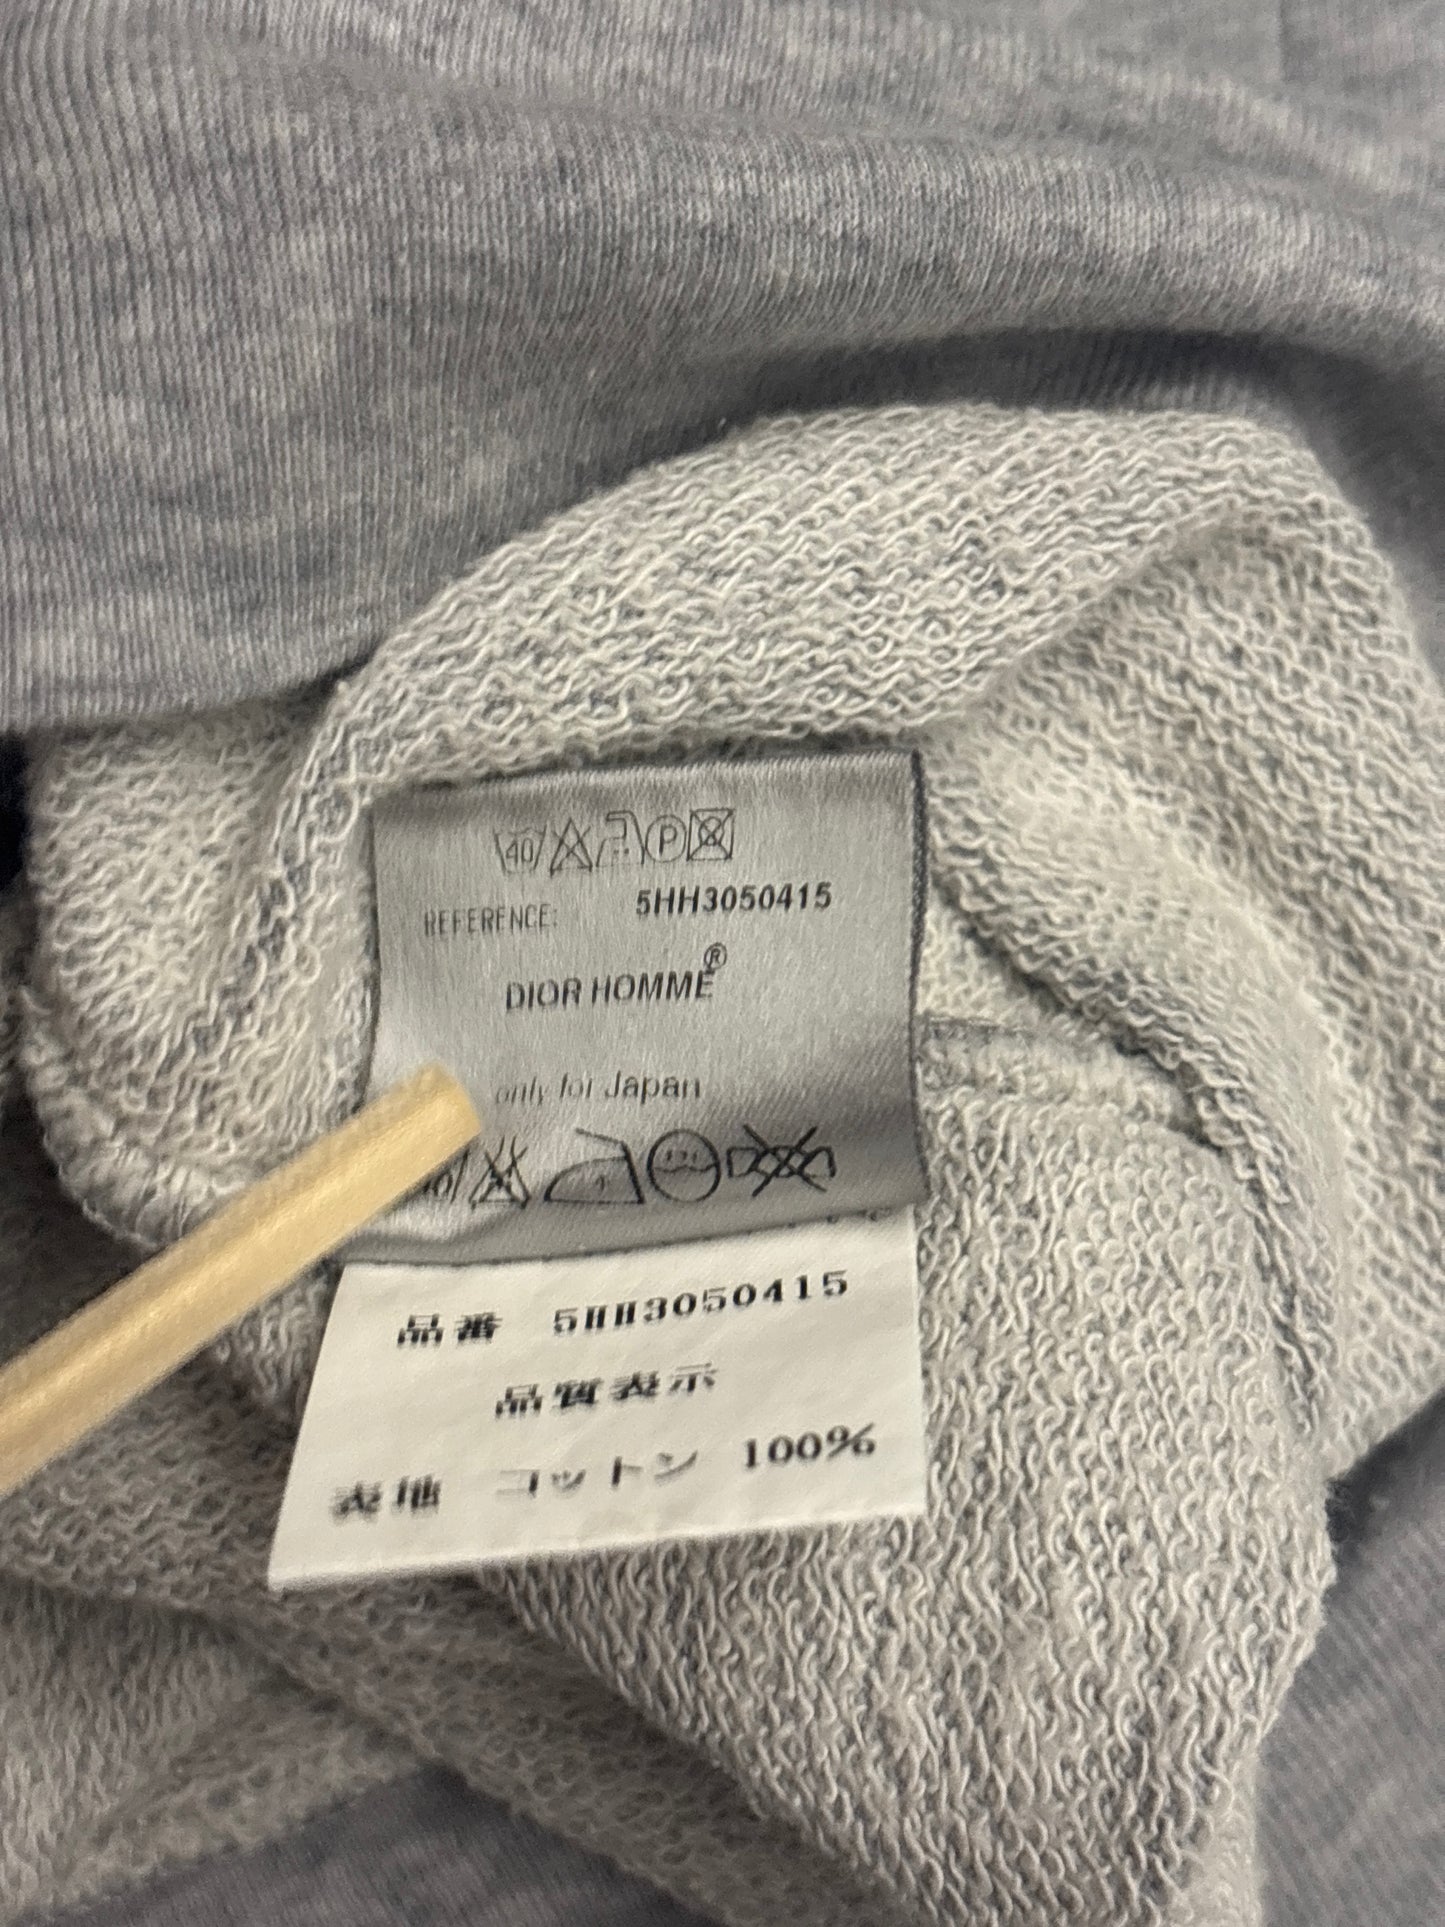 40 P
REFERENCE: 5HH3050415
DIOR HOMME®
only for Japan
品番 5HH3050415
品質表示
表地 コットン 100%